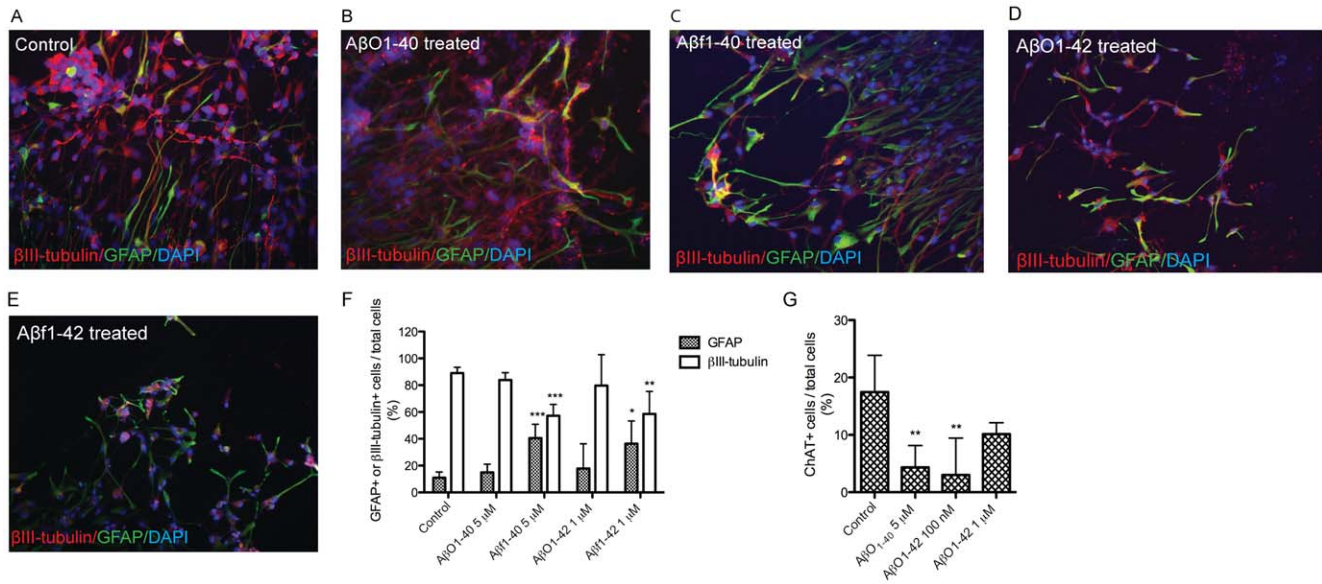 A
Control
βIII-tubulin/GFAP/DAPI
B
AβO1-40 treated
βIII-tubulin/GFAP/DAPI
C
Aβf1-40 treated
βIII-tubulin/GFAP/DAPI
D
AβO1-42 treated
βIII-tubulin/GFAP/DAPI
E
Aβf1-42 treated
βIII-tubulin/GFAP/DAPI
F
GFAP+ or βIII-tubulin+ cells / total cells
(%)
120
100
80
60
40
20
0
***
***
*
**
Control
AβO1-40 5 μM
Aβf1-40 5 μM
AβO1-42 1 μM
Aβf1-42 1 μM
GFAP
βIII-tubulin
G
ChAT+ cells / total cells
(%)
30
20
10
0
**
**
Control
AβO₁₋₄₀ 5 μM
AβO1-42 100 nM
AβO1-42 1 μM